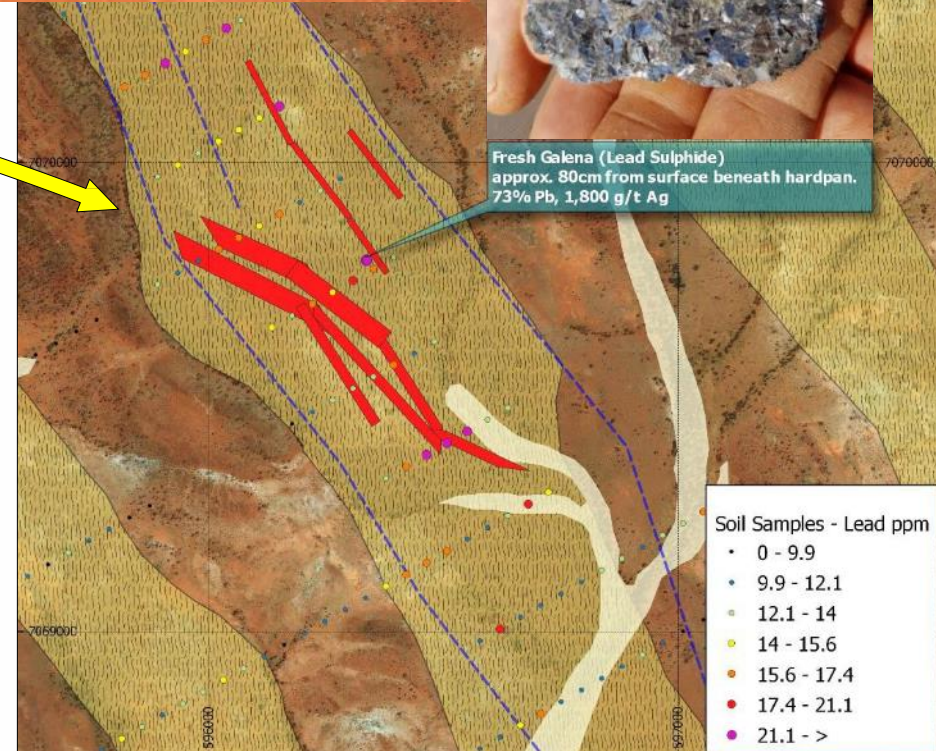 Fresh Galena (Lead Sulphide)
approx. 80cm from surface beneath hardpan.
73% Pb, 1,800 g/t Ag
7070000
7070000
7069000
596000
597000
Soil Samples - Lead ppm
0 - 9.9
9.9 - 12.1
12.1 - 14
14 - 15.6
15.6 - 17.4
17.4 - 21.1
21.1 - >